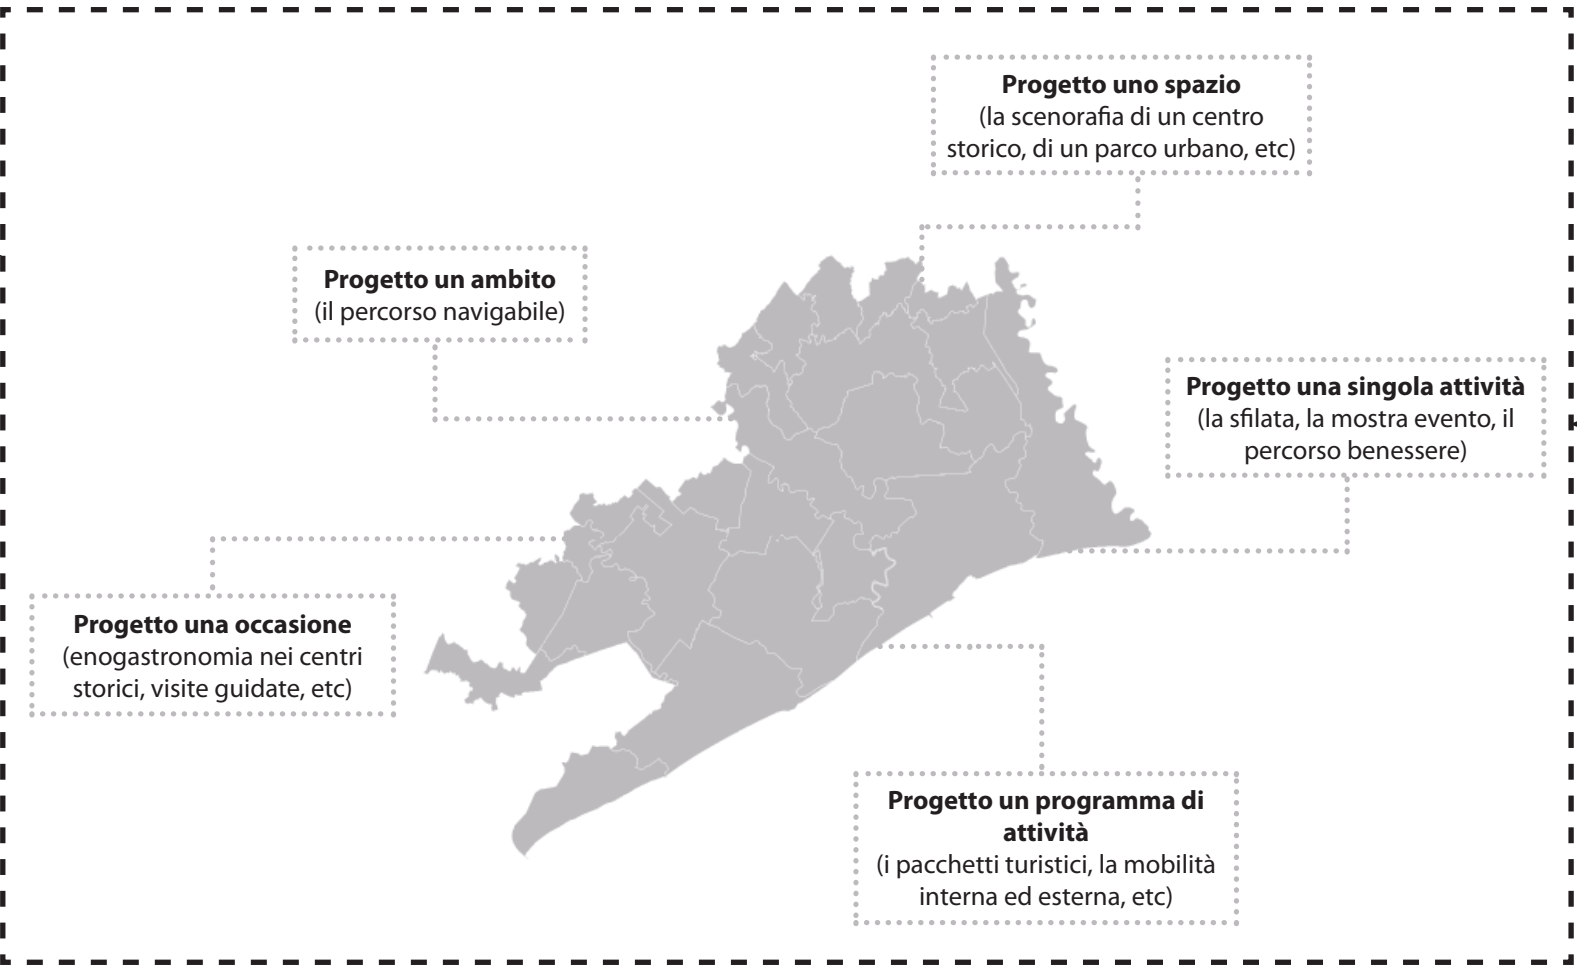 Progetto uno spazio
(la scenorafia di un centro
storico, di un parco urbano, etc)
Progetto un ambito
(il percorso navigabile)
Progetto una singola attività
(la sfilata, la mostra evento, il
percorso benessere)
Progetto una occasione
(enogastronomia nei centri
storici, visite guidate, etc)
Progetto un programma di
attività
(i pacchetti turistici, la mobilità
interna ed esterna, etc)